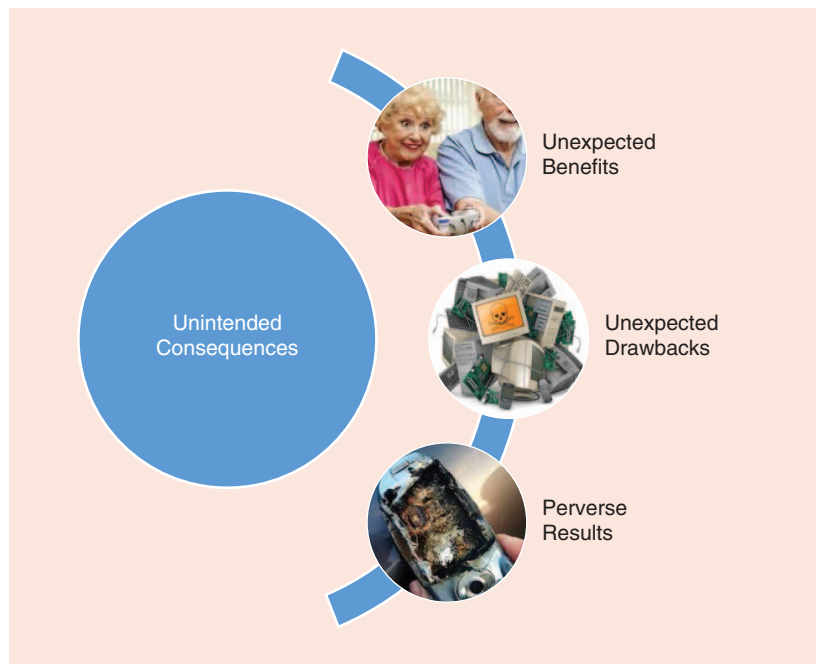 Unexpected
Benefits
Unintended
Consequences
Unexpected
Drawbacks
Perverse
Results